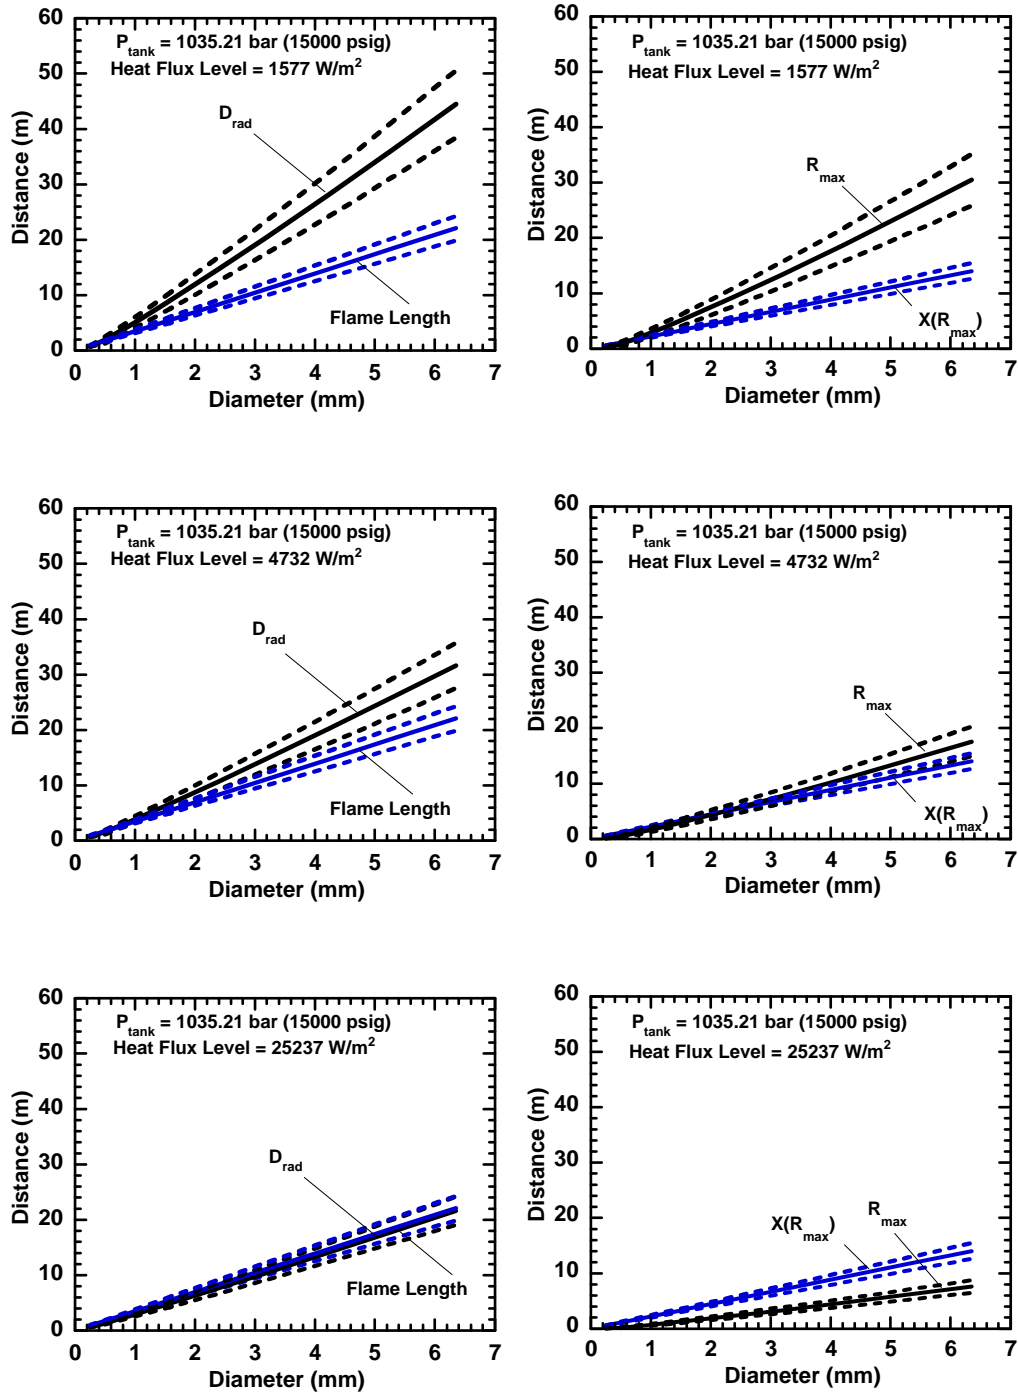 P_tank = 1035.21 bar (15000 psig)
Heat Flux Level = 1577 W/m²
D_rad
Flame Length
Distance (m)
60
50
40
30
20
10
0
0 1 2 3 4 5 6 7
Diameter (mm)
P_tank = 1035.21 bar (15000 psig)
Heat Flux Level = 1577 W/m²
R_max
X(R_max)
Distance (m)
60
50
40
30
20
10
0
0 1 2 3 4 5 6 7
Diameter (mm)
P_tank = 1035.21 bar (15000 psig)
Heat Flux Level = 4732 W/m²
D_rad
Flame Length
Distance (m)
60
50
40
30
20
10
0
0 1 2 3 4 5 6 7
Diameter (mm)
P_tank = 1035.21 bar (15000 psig)
Heat Flux Level = 4732 W/m²
R_max
X(R_max)
Distance (m)
60
50
40
30
20
10
0
0 1 2 3 4 5 6 7
Diameter (mm)
P_tank = 1035.21 bar (15000 psig)
Heat Flux Level = 25237 W/m²
D_rad
Flame Length
Distance (m)
60
50
40
30
20
10
0
0 1 2 3 4 5 6 7
Diameter (mm)
P_tank = 1035.21 bar (15000 psig)
Heat Flux Level = 25237 W/m²
X(R_max)
R_max
Distance (m)
60
50
40
30
20
10
0
0 1 2 3 4 5 6 7
Diameter (mm)